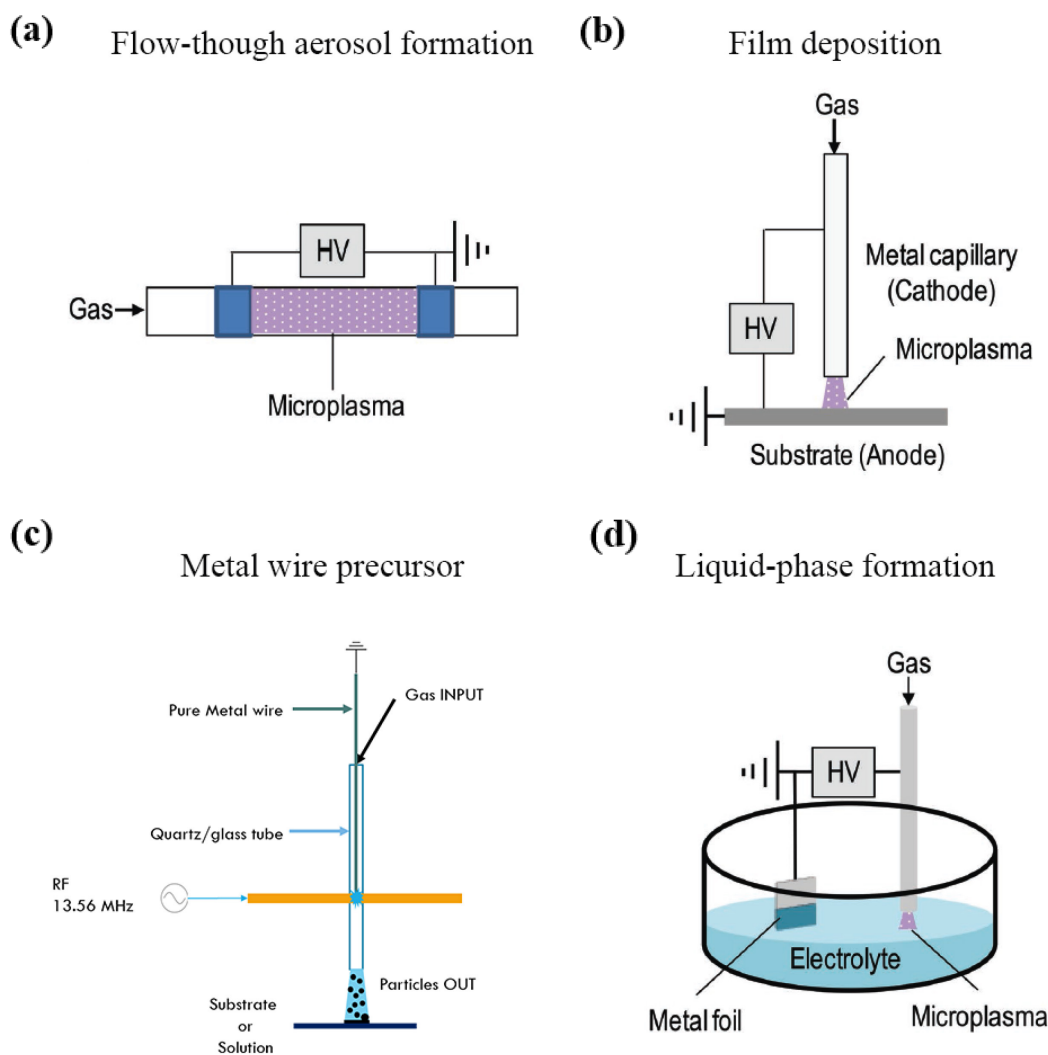 (a)
Flow-though aerosol formation
HV
Gas
Microplasma
(b)
Film deposition
Gas
Metal capillary
(Cathode)
HV
Microplasma
Substrate (Anode)
(c)
Metal wire precursor
Gas INPUT
Pure Metal wire
Quartz/glass tube
RF
13.56 MHz
Particles OUT
Substrate
or
Solution
(d)
Liquid-phase formation
Gas
HV
Electrolyte
Metal foil
Microplasma